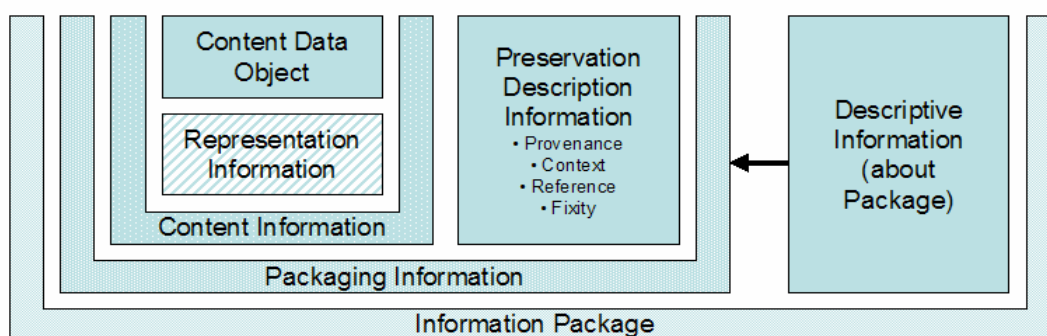 Content Data
Object
Representation
Information
Content Information
Preservation
Description
Information
• Provenance
• Context
• Reference
• Fixity
Packaging Information
Descriptive
Information
(about
Package)
Information Package